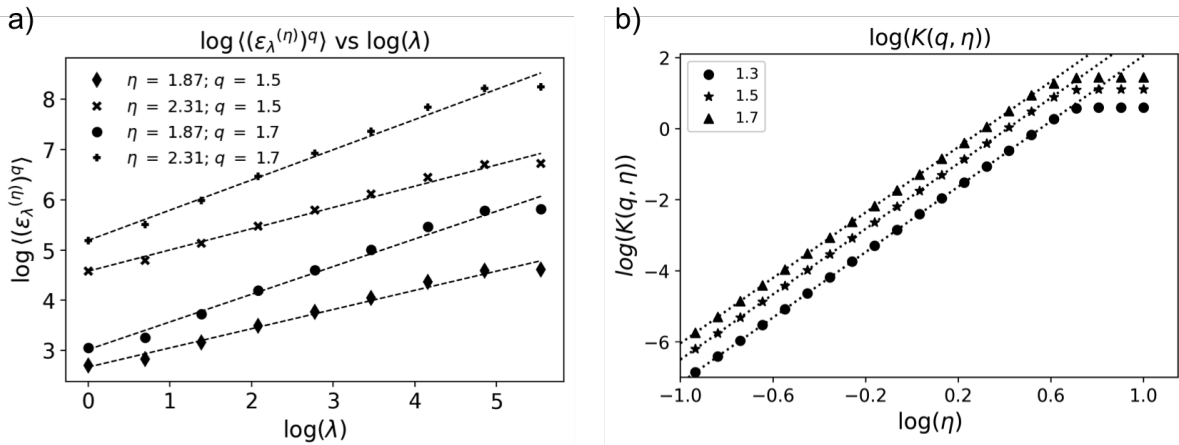 a)
log⟨(ε_λ^(η))^q⟩ vs log(λ)
log⟨(ε_λ^(η))^q⟩
8
7
6
5
4
3
η = 1.87; q = 1.5
η = 2.31; q = 1.5
η = 1.87; q = 1.7
η = 2.31; q = 1.7
0 1 2 3 4 5
log(λ)
b)
log(K(q, η))
log(K(q, η))
2
0
−2
−4
−6
1.3
1.5
1.7
−1.0 −0.6 −0.2 0.2 0.6 1.0
log(η)